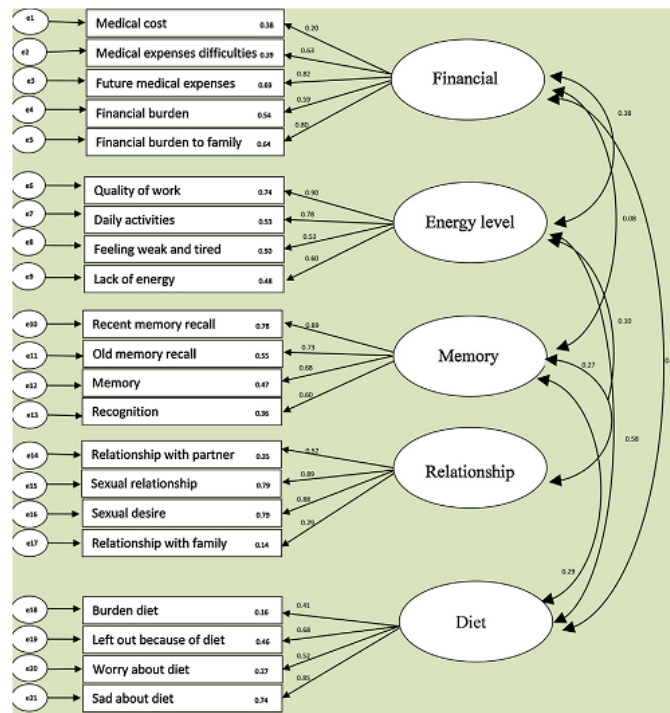 e1 Medical cost 0.38 0.20
e2 Medical expenses difficulties 0.39 0.63
e3 Future medical expenses 0.69 0.82
e4 Financial burden 0.54 0.59
e5 Financial burden to family 0.64 0.80
Financial
0.38
e6 Quality of work 0.74 0.90
e7 Daily activities 0.53 0.78
e8 Feeling weak and tired 0.50 0.53
e9 Lack of energy 0.48 0.60
Energy level
0.08
e10 Recent memory recall 0.78 0.89
e11 Old memory recall 0.55 0.73
e12 Memory 0.47 0.68
e13 Recognition 0.36 0.60
Memory
0.10
0.27
0.
e14 Relationship with partner 0.35 0.52
e15 Sexual relationship 0.79 0.89
e16 Sexual desire 0.79 0.88
e17 Relationship with family 0.14 0.29
Relationship
0.58
0.29
e18 Burden diet 0.16 0.41
e19 Left out because of diet 0.46 0.68
e20 Worry about diet 0.27 0.52
e21 Sad about diet 0.74 0.85
Diet